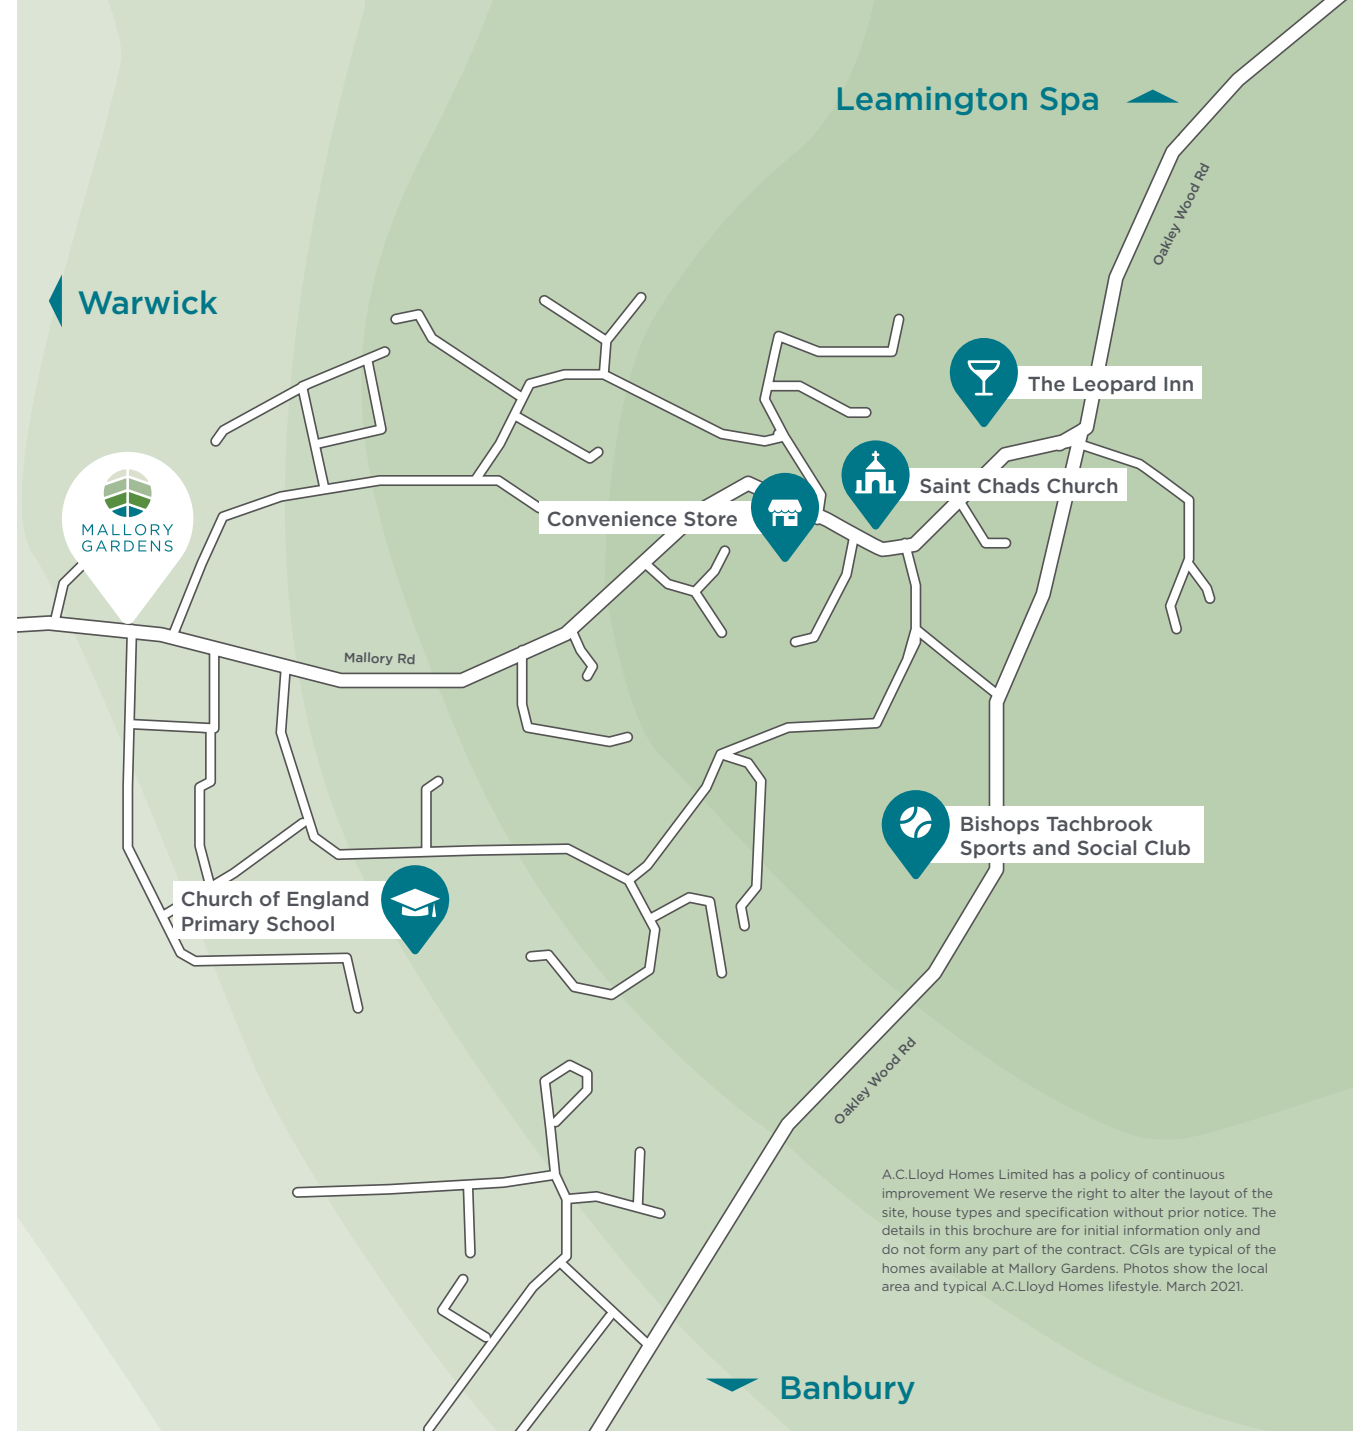 Leamington Spa
Oakley Wood Rd
Warwick
The Leopard Inn
Saint Chads Church
Convenience Store
MALLORY
GARDENS
Mallory Rd
Bishops Tachbrook
Sports and Social Club
Church of England
Primary School
Oakley Wood Rd
A.C.Lloyd Homes Limited has a policy of continuous
improvement We reserve the right to alter the layout of the
site, house types and specification without prior notice. The
details in this brochure are for initial information only and
do not form any part of the contract. CGIs are typical of the
homes available at Mallory Gardens. Photos show the local
area and typical A.C.Lloyd Homes lifestyle. March 2021.
Banbury